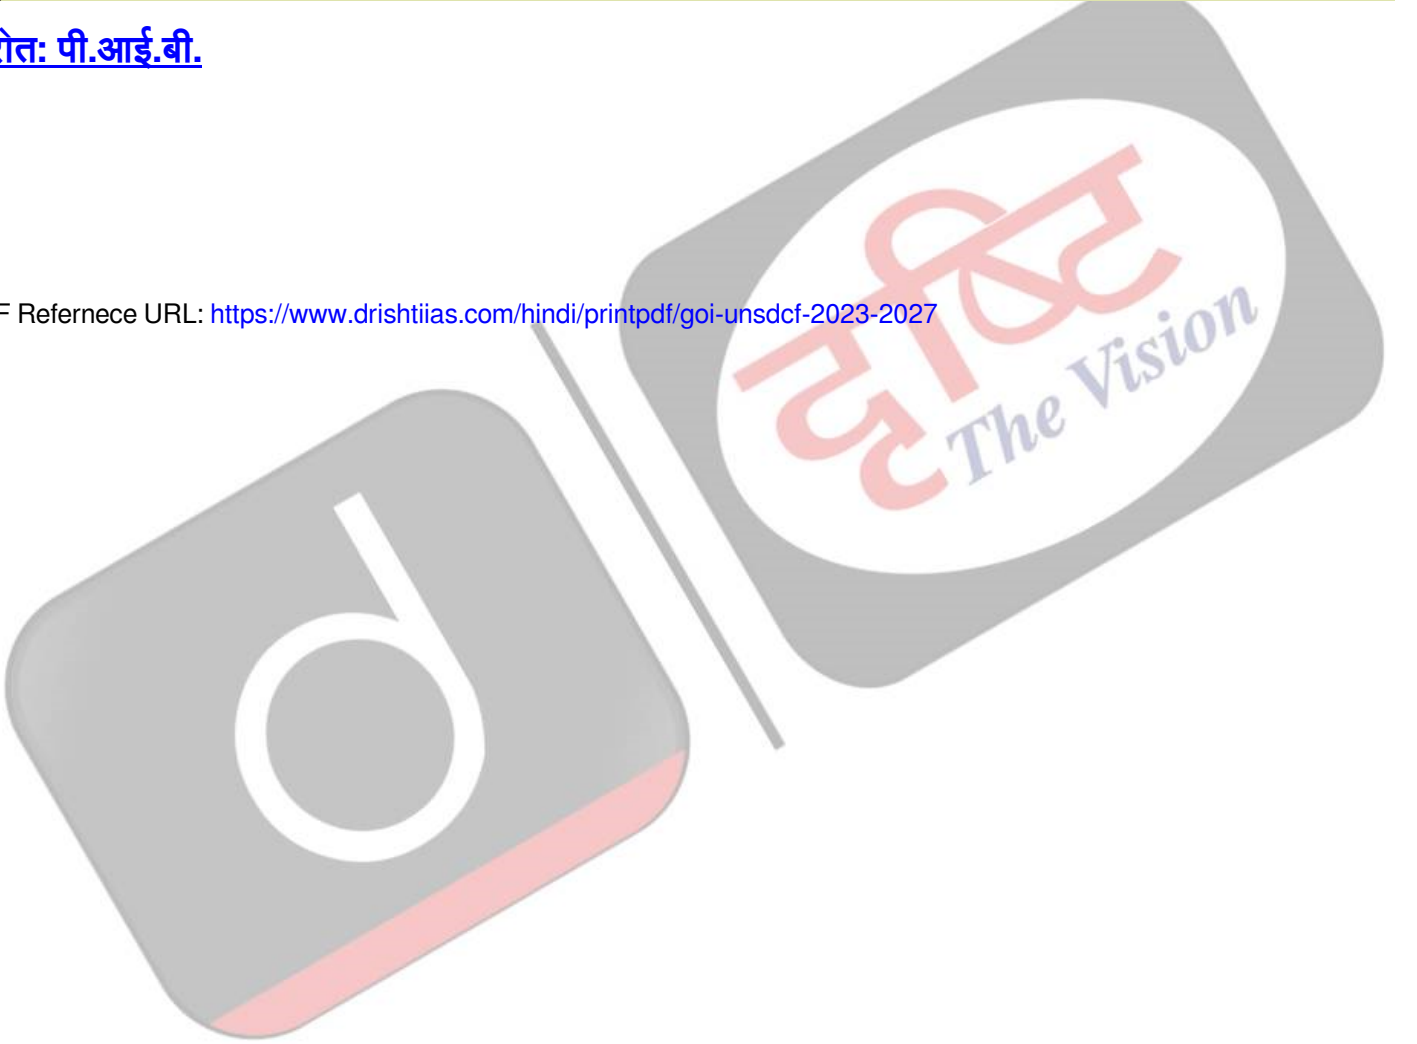 रोत: पी.आई.बी.
F Refernece URL: https://www.drishtiias.com/hindi/printpdf/goi-unsdcf-2023-2027
दृष्टि
The Vision
d